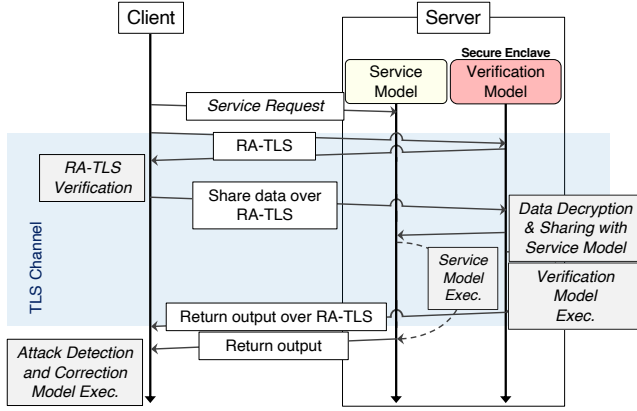 Client
Server
Secure Enclave
Service
Model
Verification
Model
Service Request
RA-TLS
RA-TLS
Verification
Share data over
RA-TLS
Data Decryption
& Sharing with
Service Model
TLS Channel
Service
Model
Exec.
Verification
Model
Exec.
Return output over RA-TLS
Return output
Attack Detection
and Correction
Model Exec.